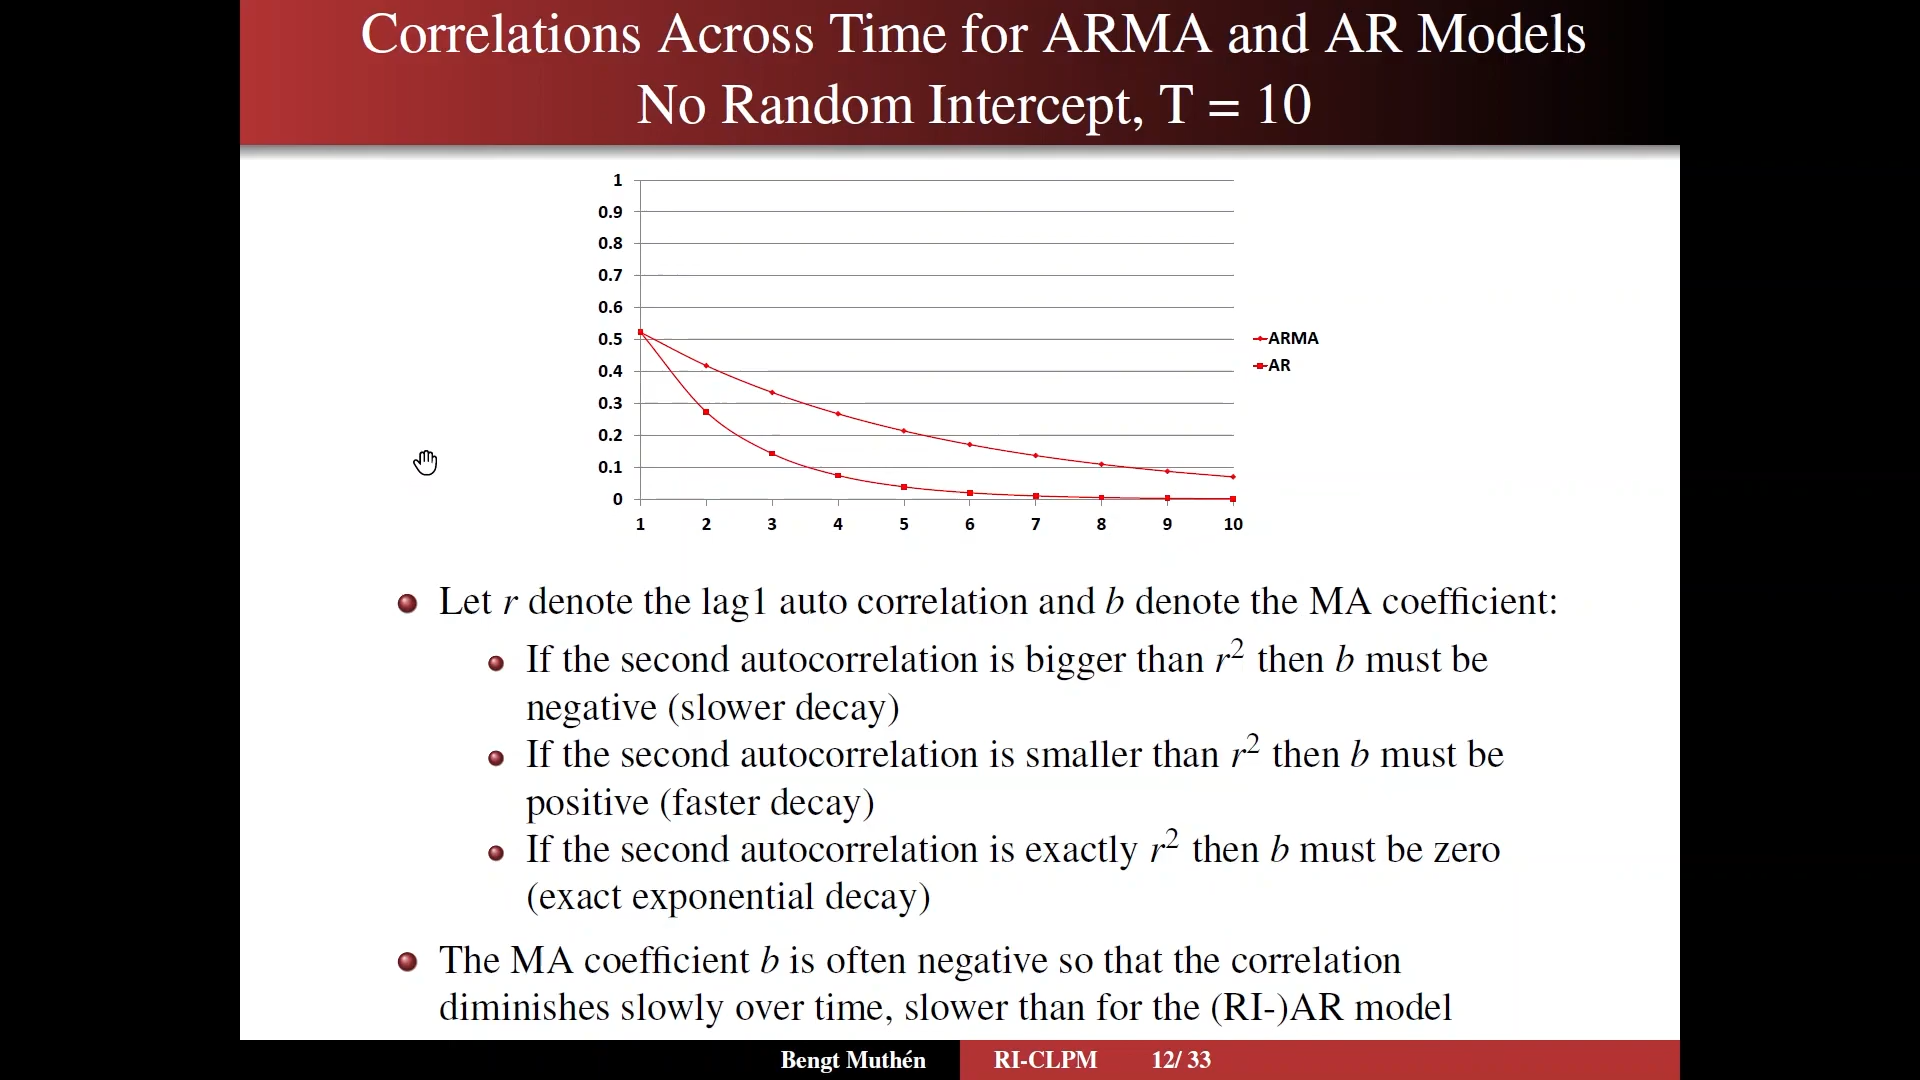 Correlations Across Time for ARMA and AR Models
No Random Intercept, T = 10
1
0.9
0.8
0.7
0.6
0.5
0.4
0.3
0.2
0.1
0
1 2 3 4 5 6 7 8 9 10
ARMA
AR
Let r denote the lag1 auto correlation and b denote the MA coefficient:
If the second autocorrelation is bigger than r² then b must be
negative (slower decay)
If the second autocorrelation is smaller than r² then b must be
positive (faster decay)
If the second autocorrelation is exactly r² then b must be zero
(exact exponential decay)
The MA coefficient b is often negative so that the correlation
diminishes slowly over time, slower than for the (RI-)AR model
Bengt Muthén RI-CLPM 12/ 33